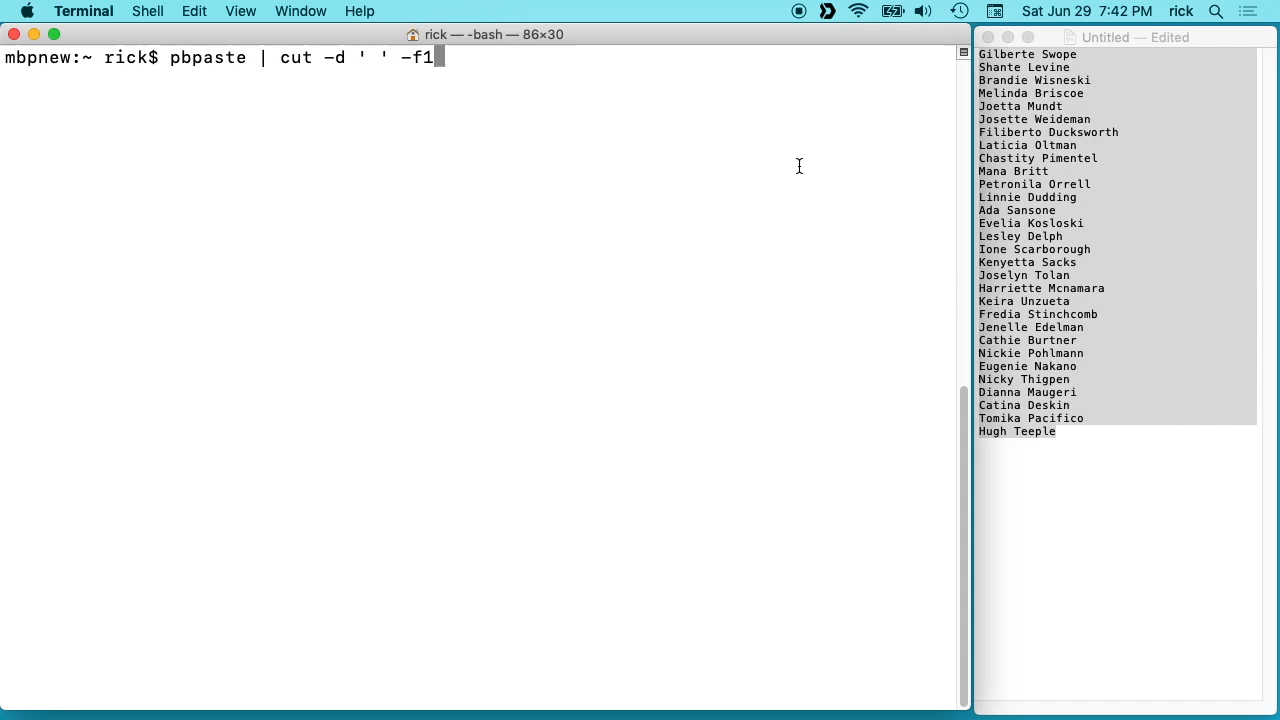 Terminal Shell Edit View Window Help Sat Jun 29 7:42 PM rick
rick — -bash — 86×30
mbpnew:~ rick$ pbpaste | cut -d ' ' -f1
Untitled — Edited
Gilberte Swope
Shante Levine
Brandie Wisneski
Melinda Briscoe
Joetta Mundt
Josette Weideman
Filiberto Ducksworth
Laticia Oltman
Chastity Pimentel
Mana Britt
Petronila Orrell
Linnie Dudding
Ada Sansone
Evelia Kosloski
Lesley Delph
Ione Scarborough
Kenyetta Sacks
Joselyn Tolan
Harriette Mcnamara
Keira Unzueta
Fredia Stinchcomb
Jenelle Edelman
Cathie Burtner
Nickie Pohlmann
Eugenie Nakano
Nicky Thigpen
Dianna Maugeri
Catina Deskin
Tomika Pacifico
Hugh Teeple